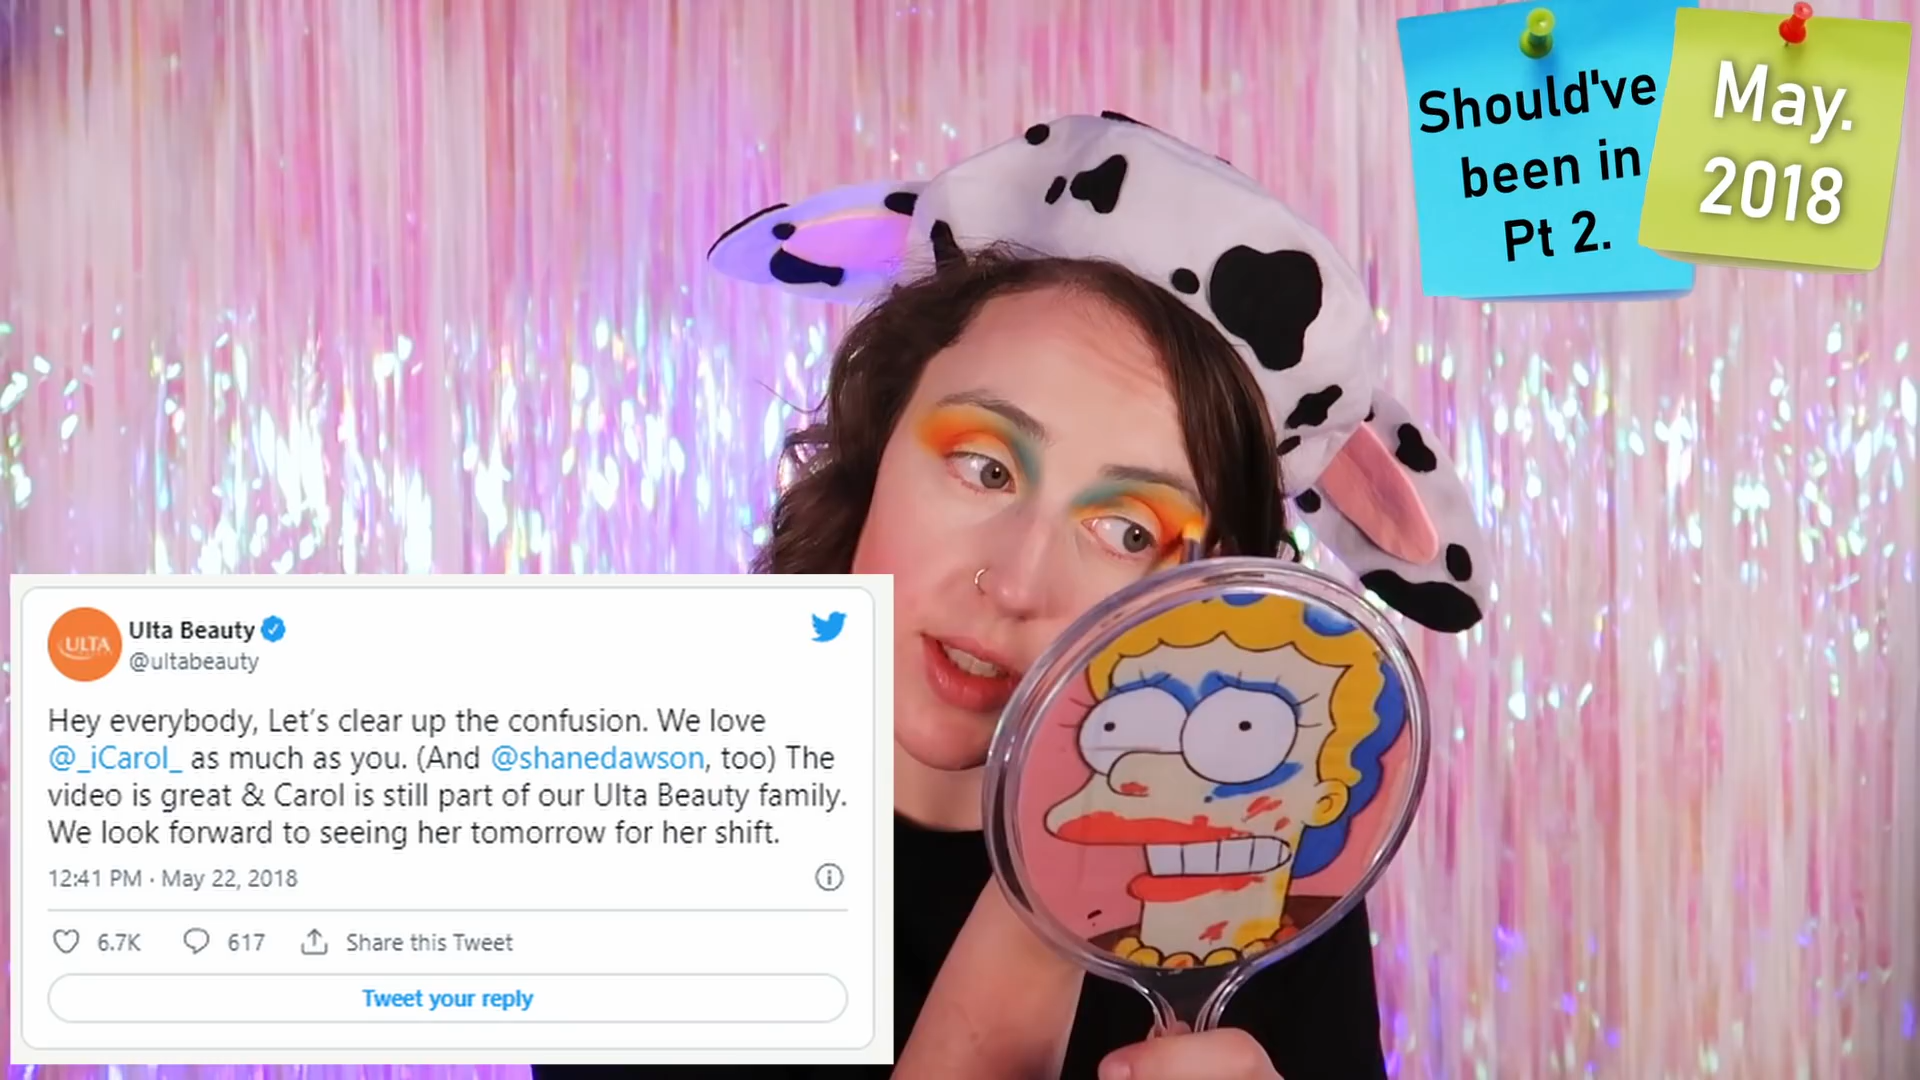 Should've
been in
Pt 2.
May.
2018
ULTA
Ulta Beauty
@ultabeauty
Hey everybody, Let's clear up the confusion. We love
@_iCarol_ as much as you. (And @shanedawson, too) The
video is great & Carol is still part of our Ulta Beauty family.
We look forward to seeing her tomorrow for her shift.
12:41 PM · May 22, 2018
6.7K 617 Share this Tweet
Tweet your reply